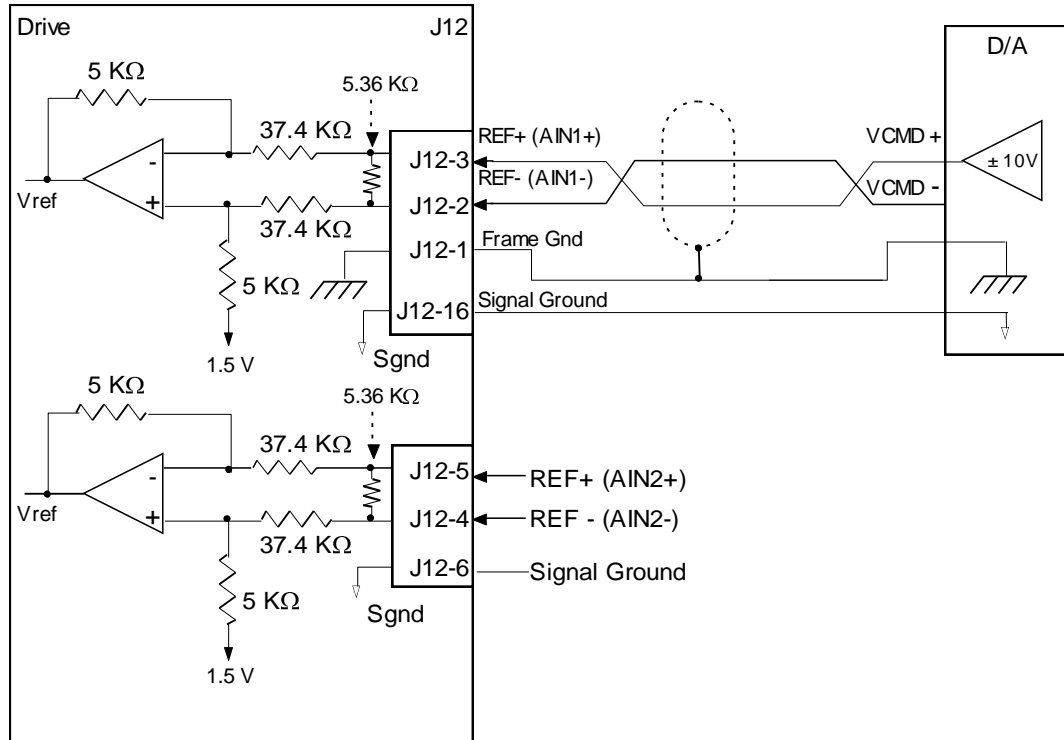 Drive
J12
D/A
5 KΩ
5.36 KΩ
37.4 KΩ
REF+ (AIN1+)
VCMD +
-
J12-3
± 10V
REF- (AIN1-)
VCMD -
Vref
+
J12-2
37.4 KΩ
Frame Gnd
J12-1
5 KΩ
Signal Ground
J12-16
Sgnd
1.5 V
5 KΩ
5.36 KΩ
37.4 KΩ
-
J12-5
REF+ (AIN2+)
Vref
+
J12-4
REF - (AIN2-)
37.4 KΩ
J12-6
Signal Ground
5 KΩ
Sgnd
1.5 V